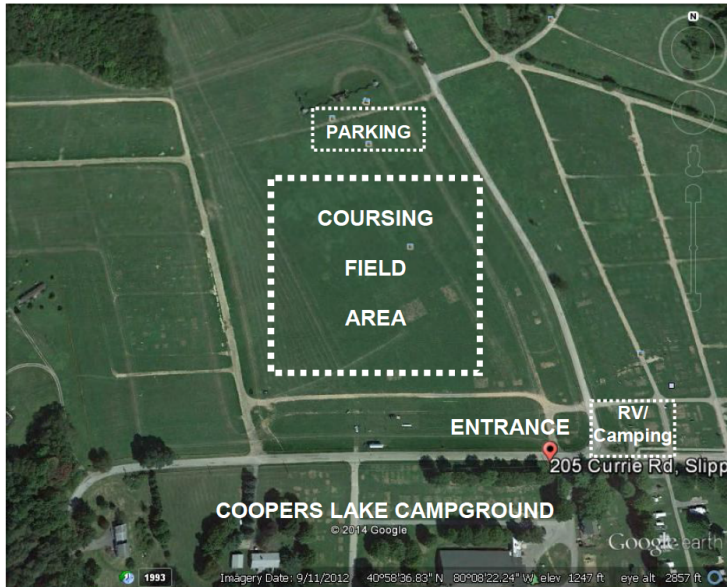 N
PARKING
COURSING
FIELD
AREA
RV/
Camping
ENTRANCE
205 Currie Rd, Slipp
COOPERS LAKE CAMPGROUND
© 2014 Google
Google earth
1993
Imagery Date: 9/11/2012 40°58'36.83" N 80°08'22.24" W elev 1247 ft eye alt 2857 ft